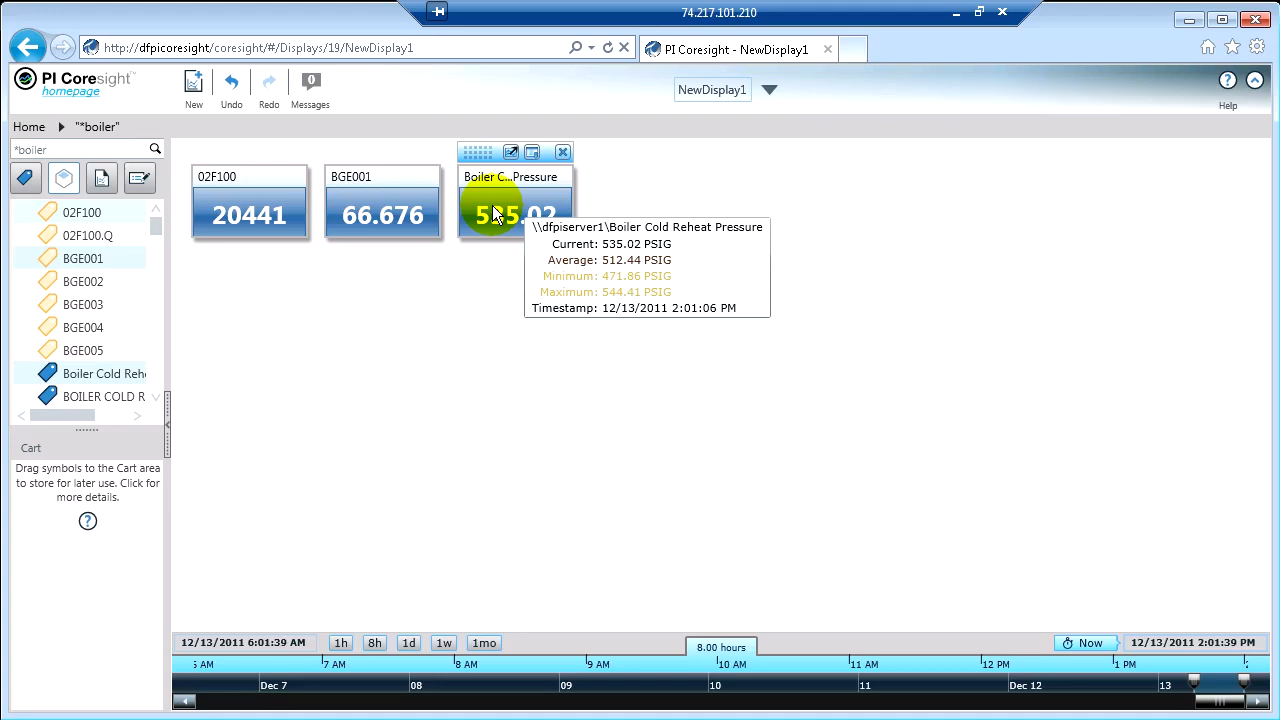 74.217.101.210
http://dfpicoresight/coresight/#/Displays/19/NewDisplay1
PI Coresight - NewDisplay1
PI Coresight™
homepage
New
Undo
Redo
0
Messages
NewDisplay1
?
Help
Home
"*boiler"
*boiler
02F100
02F100.Q
BGE001
BGE002
BGE003
BGE004
BGE005
Boiler Cold Rehe
BOILER COLD R
Cart
Drag symbols to the Cart area
to store for later use. Click for
more details.
?
02F100
20441
BGE001
66.676
Boiler C...Pressure
535.02
\\dfpiserver1\Boiler Cold Reheat Pressure
Current: 535.02 PSIG
Average: 512.44 PSIG
Minimum: 471.86 PSIG
Maximum: 544.41 PSIG
Timestamp: 12/13/2011 2:01:06 PM
12/13/2011 6:01:39 AM
1h
8h
1d
1w
1mo
8.00 hours
Now
12/13/2011 2:01:39 PM
AM
7 AM
8 AM
9 AM
10 AM
11 AM
12 PM
1 PM
Dec 7
08
09
10
11
Dec 12
13